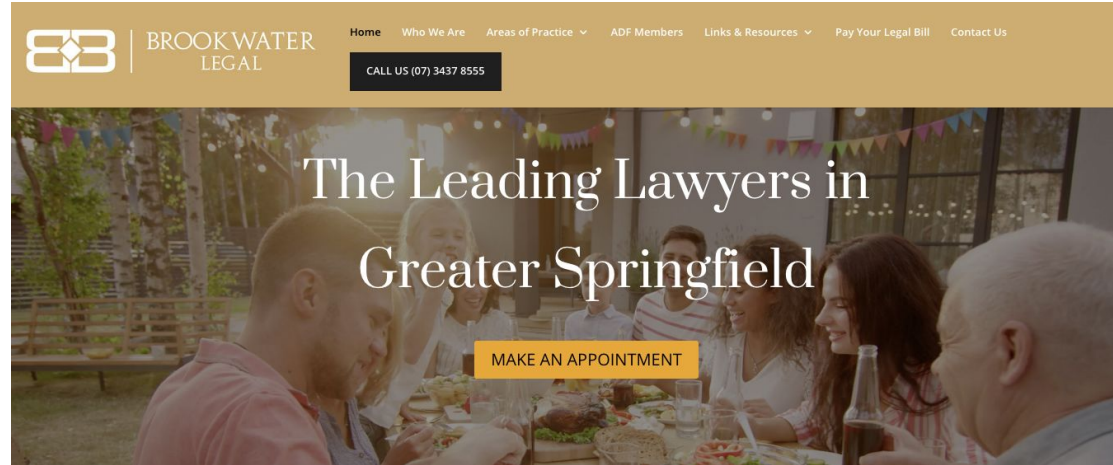 BROOKWATER
LEGAL
Home Who We Are Areas of Practice ADF Members Links & Resources Pay Your Legal Bill Contact Us
CALL US (07) 3437 8555
The Leading Lawyers in
Greater Springfield
MAKE AN APPOINTMENT